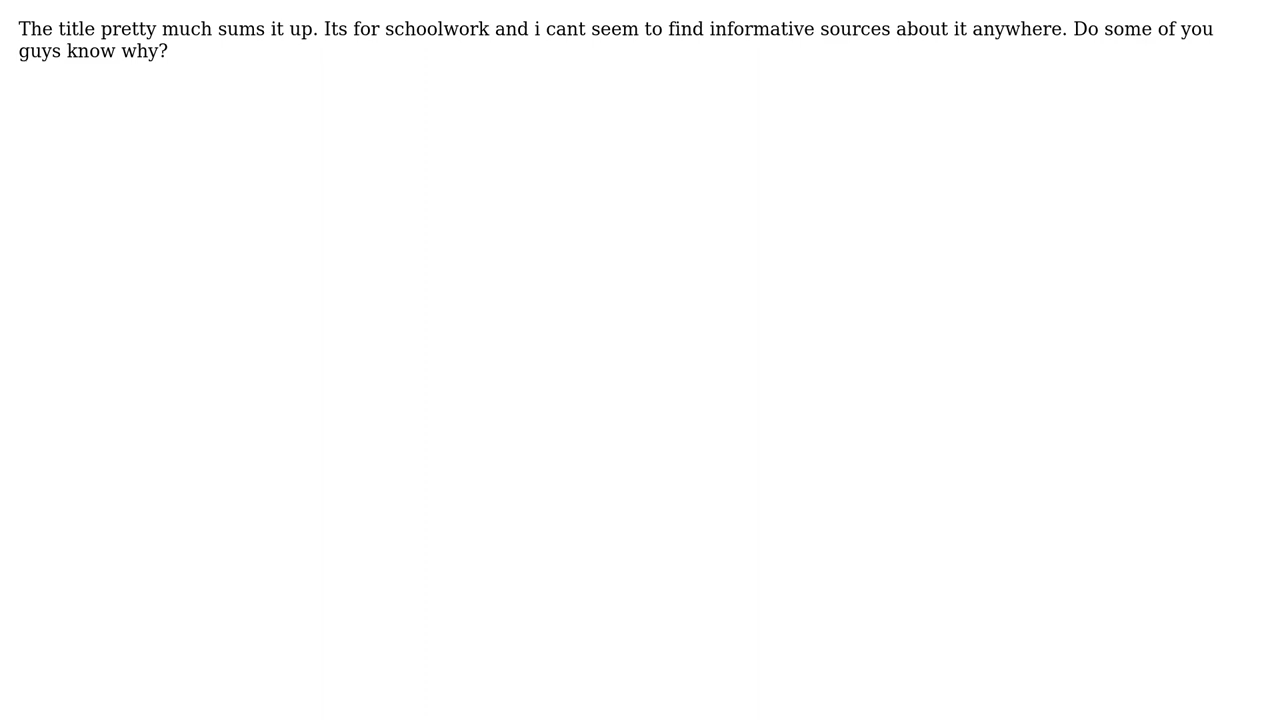 The title pretty much sums it up. Its for schoolwork and i cant seem to find informative sources about it anywhere. Do some of you
guys know why?